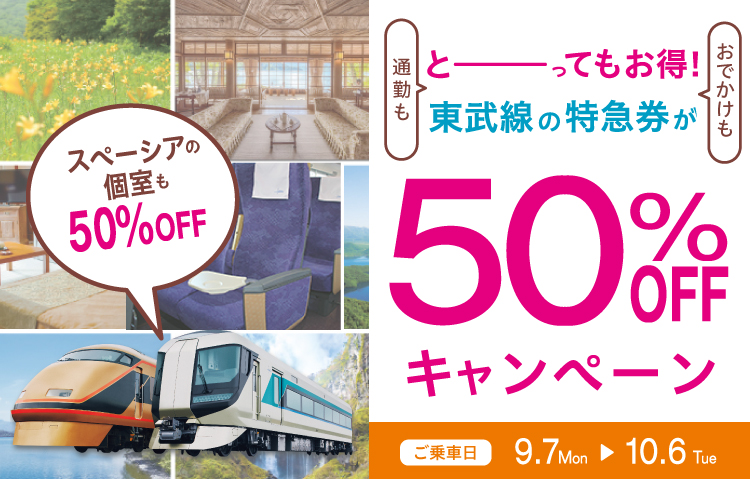 通勤も
と――ってもお得!
おでかけも
東武線の特急券が
50%OFF
キャンペーン
スペーシアの
個室も
50%OFF
ご乗車日 9.7Mon ▶ 10.6 Tue